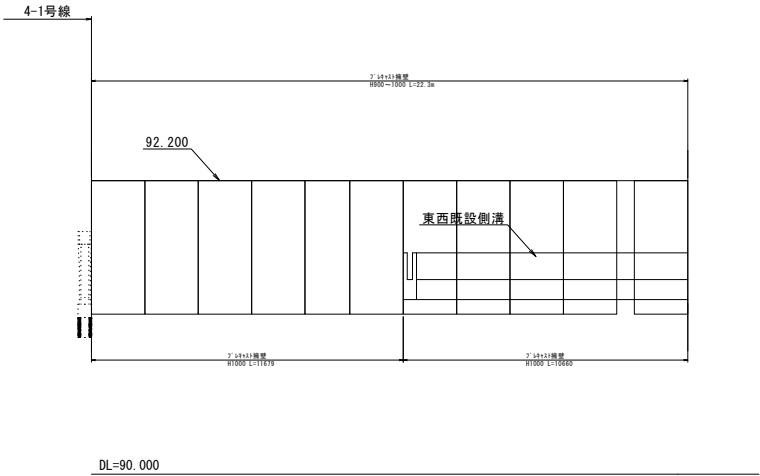 4-1号線
ﾌﾟﾚｷｬｽﾄ擁壁
H900～1000 L=22.3m
92.200
東西既設側溝
ﾌﾟﾚｷｬｽﾄ擁壁
H1000 L=11679
ﾌﾟﾚｷｬｽﾄ擁壁
H1000 L=10660
DL=90.000